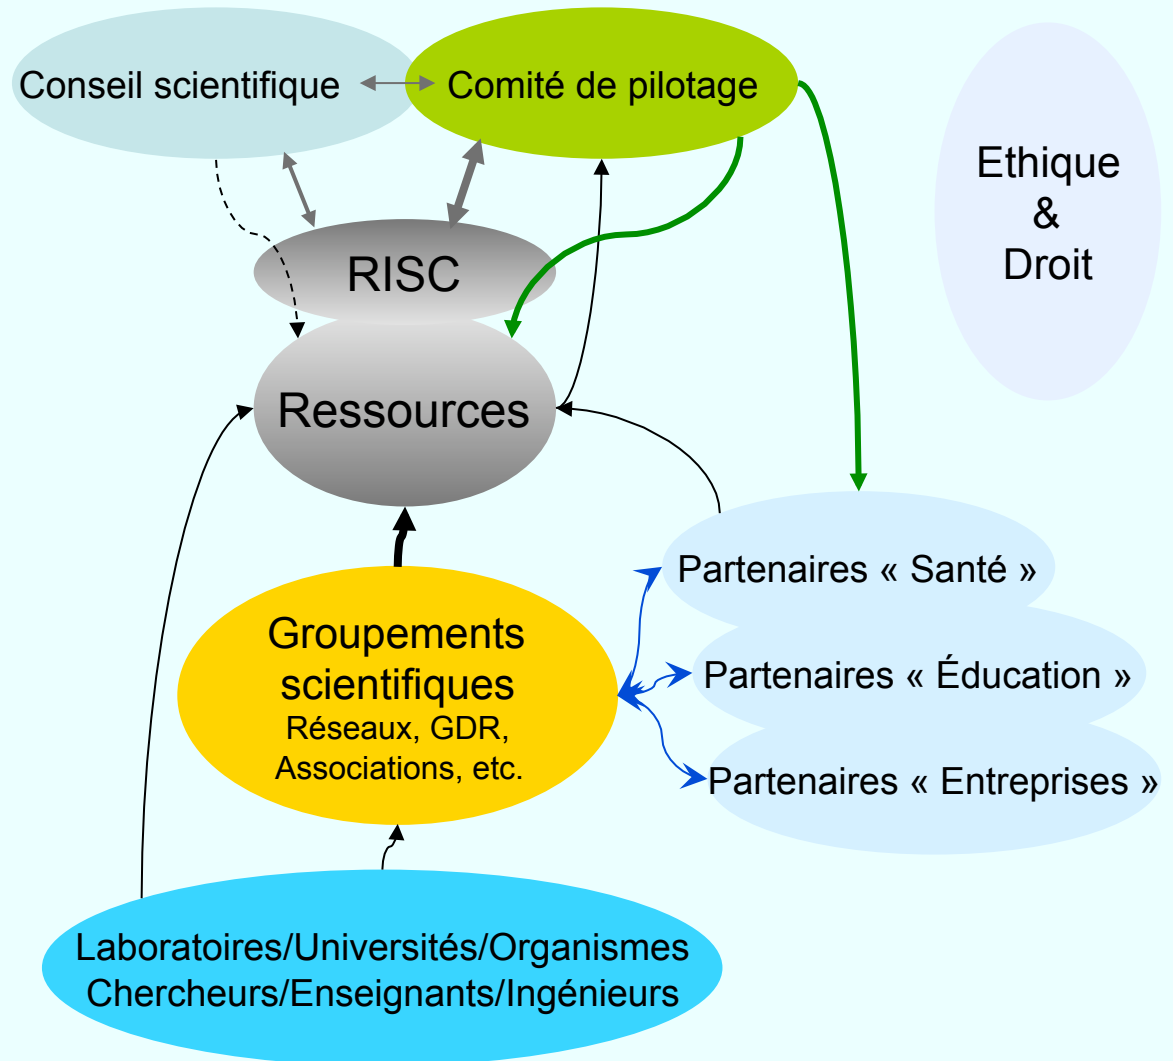 Conseil scientifique
Comité de pilotage
Ethique
&
Droit
RISC
Ressources
Partenaires « Santé »
Groupements
scientifiques
Réseaux, GDR,
Associations, etc.
Partenaires « Éducation »
Partenaires « Entreprises »
Laboratoires/Universités/Organismes
Chercheurs/Enseignants/Ingénieurs